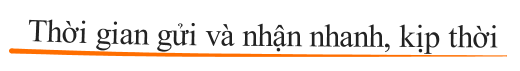 Thời gian gửi và nhận nhanh, kịp thời